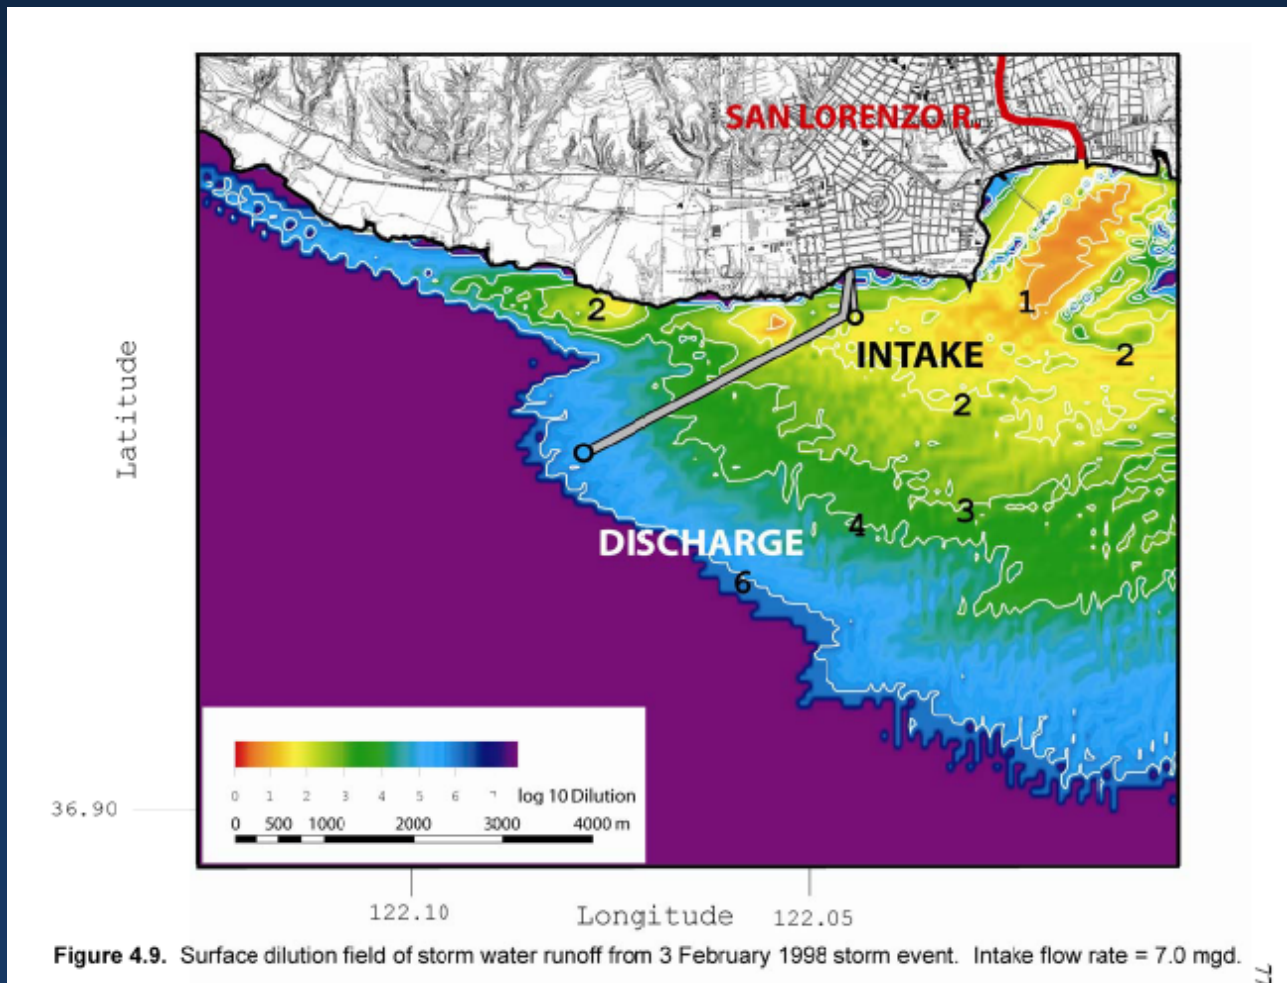 SAN LORENZO R.
1
2
INTAKE
2
2
3
4
DISCHARGE
6
Latitude
0 1 2 3 4 5 6 7 log 10 Dilution
0 500 1000 2000 3000 4000 m
36.90
122.10 Longitude 122.05
Figure 4.9. Surface dilution field of storm water runoff from 3 February 1998 storm event. Intake flow rate = 7.0 mgd.
77